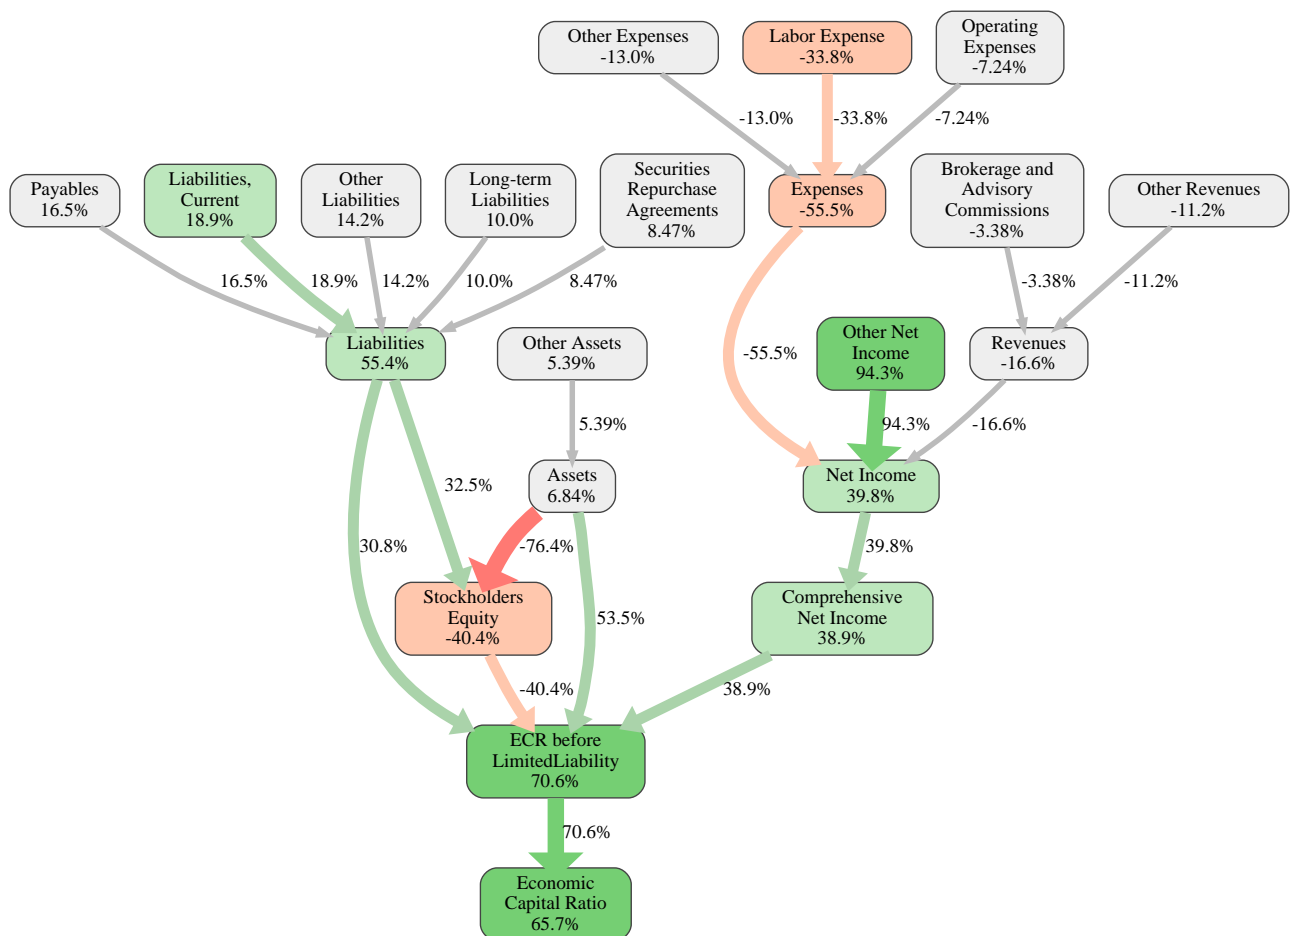 Other Expenses
-13.0%
Labor Expense
-33.8%
Operating
Expenses
-7.24%
-13.0%
-33.8%
-7.24%
Payables
16.5%
Liabilities,
Current
18.9%
Other
Liabilities
14.2%
Long-term
Liabilities
10.0%
Securities
Repurchase
Agreements
8.47%
Expenses
-55.5%
Brokerage and
Advisory
Commissions
-3.38%
Other Revenues
-11.2%
16.5%
18.9%
14.2%
10.0%
8.47%
-3.38%
-11.2%
Liabilities
55.4%
Other Assets
5.39%
-55.5%
Other Net
Income
94.3%
Revenues
-16.6%
5.39%
94.3%
-16.6%
32.5%
Assets
6.84%
Net Income
39.8%
30.8%
-76.4%
39.8%
Stockholders
Equity
-40.4%
53.5%
Comprehensive
Net Income
38.9%
-40.4%
38.9%
ECR before
LimitedLiability
70.6%
70.6%
Economic
Capital Ratio
65.7%